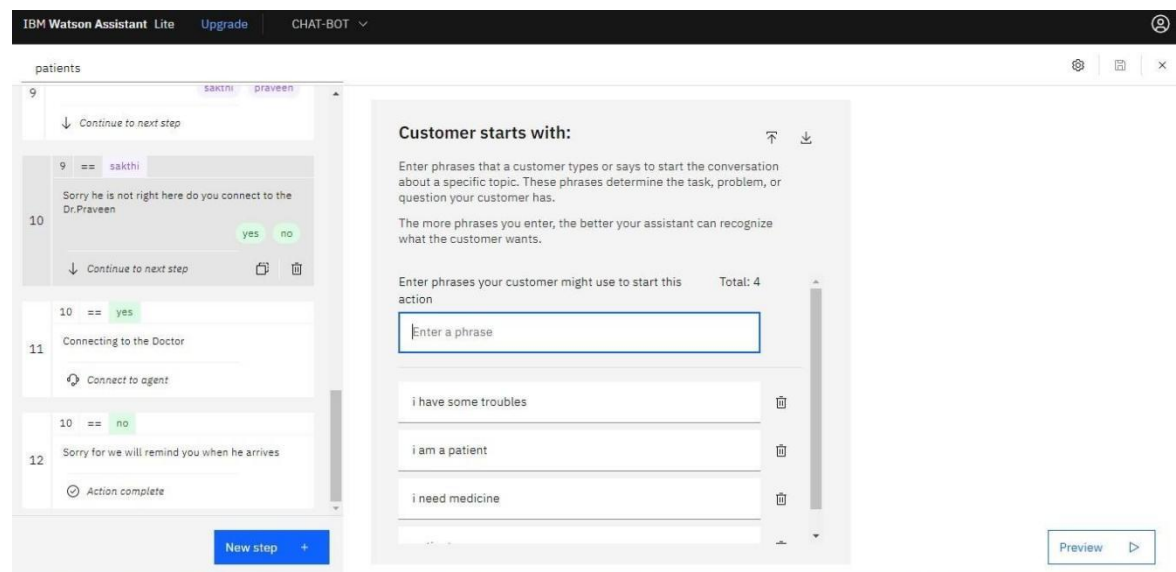 IBM Watson Assistant Lite Upgrade CHAT-BOT
patients
9
sakthi praveen
Continue to next step
9 == sakthi
10
Sorry he is not right here do you connect to the
Dr.Praveen
yes no
Continue to next step
10 == yes
11
Connecting to the Doctor
Connect to agent
10 == no
12
Sorry for we will remind you when he arrives
Action complete
New step +
Customer starts with:
Enter phrases that a customer types or says to start the conversation
about a specific topic. These phrases determine the task, problem, or
question your customer has.
The more phrases you enter, the better your assistant can recognize
what the customer wants.
Enter phrases your customer might use to start this Total: 4
action
Enter a phrase
i have some troubles
i am a patient
i need medicine
Preview